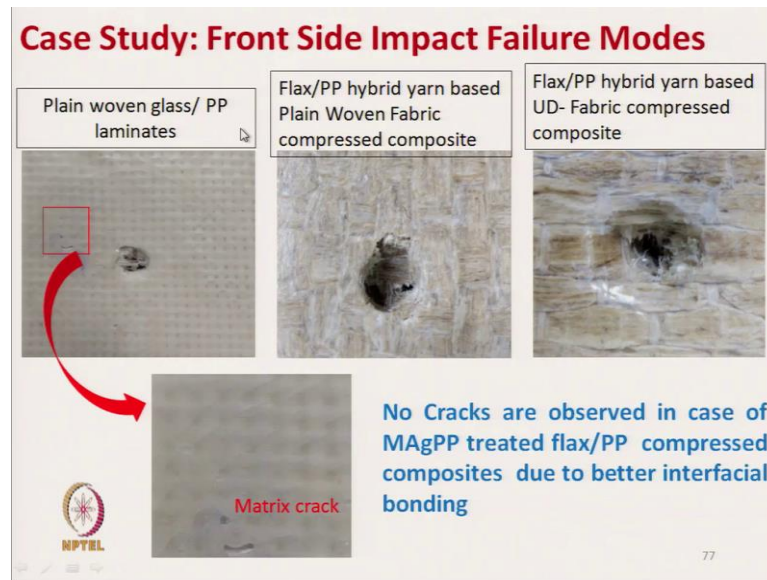 Case Study: Front Side Impact Failure Modes
Plain woven glass/ PP
laminates
Flax/PP hybrid yarn based
Plain Woven Fabric
compressed composite
Flax/PP hybrid yarn based
UD- Fabric compressed
composite
Matrix crack
No Cracks are observed in case of
MAgPP treated flax/PP compressed
composites due to better interfacial
bonding
NPTEL
77